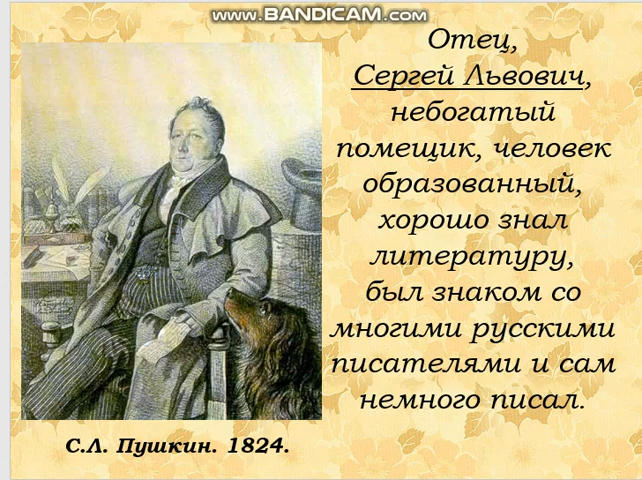 www.BANDICAM.com
Отец,
Сергей Львович,
небогатый
помещик, человек
образованный,
хорошо знал
литературу,
был знаком со
многими русскими
писателями и сам
немного писал.
С.Л. Пушкин. 1824.